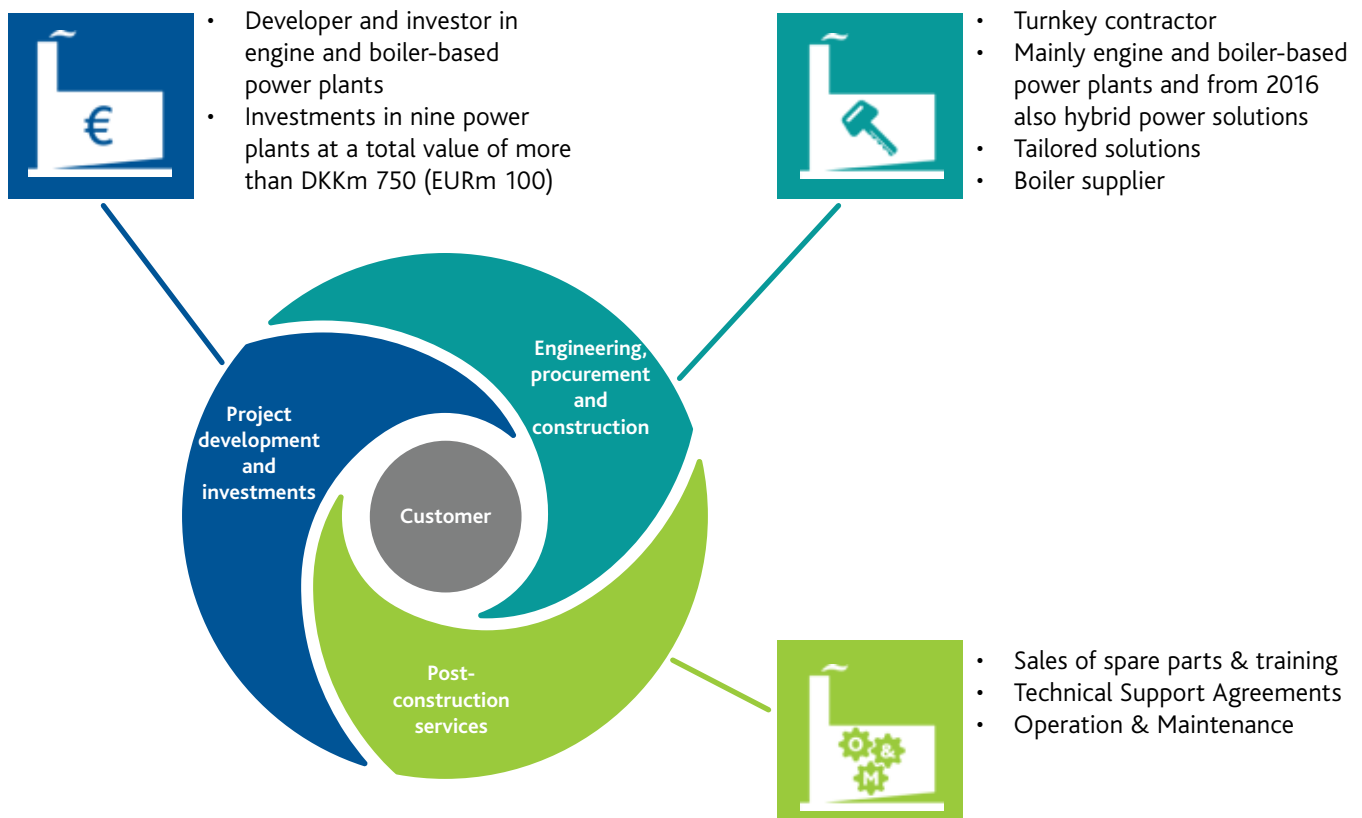 • Developer and investor in
engine and boiler-based
power plants
• Investments in nine power
plants at a total value of more
than DKKm 750 (EURm 100)
€
• Turnkey contractor
• Mainly engine and boiler-based
power plants and from 2016
also hybrid power solutions
• Tailored solutions
• Boiler supplier
Engineering,
procurement
and
construction
Project
development
and
investments
Customer
Post-
construction
services
• Sales of spare parts & training
• Technical Support Agreements
• Operation & Maintenance
O &
M